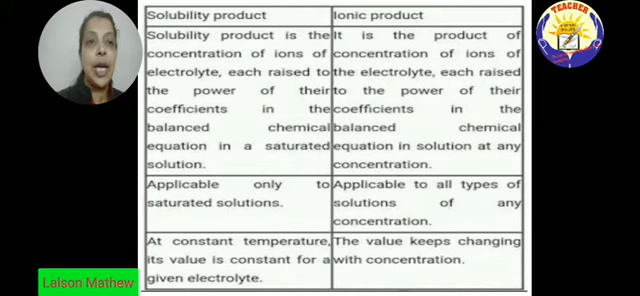 Solubility product
Solubility product is the
concentration of ions of
electrolyte, each raised to
the power of their
coefficients in the
balanced chemical
equation in a saturated
solution.
Ionic product
It is the product of
concentration of ions of
the electrolyte, each raised
to the power of their
coefficients in the
balanced chemical
equation in solution at any
concentration.
Applicable only to
saturated solutions.
Applicable to all types of
solutions of any
concentration.
At constant temperature,
its value is constant for a
given electrolyte.
The value keeps changing
with concentration.
TEACHER
Lalson Mathew